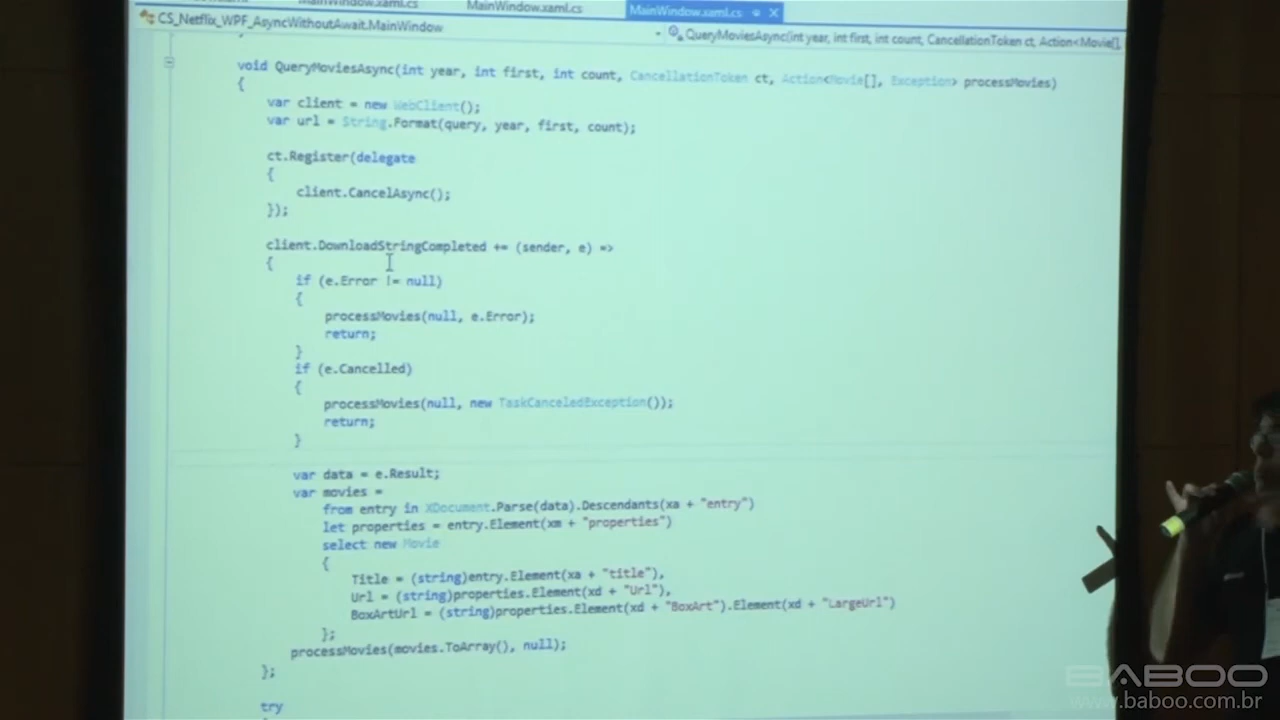 MainWindow.xaml.cs
MainWindow.xaml.cs
MainWindow.xaml.cs
CS_Netflix_WPF_AsyncWithoutAwait.MainWindow
QueryMoviesAsync(int year, int first, int count, CancellationToken ct, Action<Movie[],
void QueryMoviesAsync(int year, int first, int count, CancellationToken ct, Action<Movie[], Exception> processMovies)
{
var client = new WebClient();
var url = String.Format(query, year, first, count);
ct.Register(delegate
{
client.CancelAsync();
});
client.DownloadStringCompleted += (sender, e) =>
{
if (e.Error != null)
{
processMovies(null, e.Error);
return;
}
if (e.Cancelled)
{
processMovies(null, new TaskCanceledException());
return;
}
var data = e.Result;
var movies =
from entry in XDocument.Parse(data).Descendants(xa + "entry")
let properties = entry.Element(xm + "properties")
select new Movie
{
Title = (string)entry.Element(xa + "title"),
Url = (string)properties.Element(xd + "Url"),
BoxArtUrl = (string)properties.Element(xd + "BoxArt").Element(xd + "LargeUrl")
};
processMovies(movies.ToArray(), null);
};
try
BABOO
www.baboo.com.br